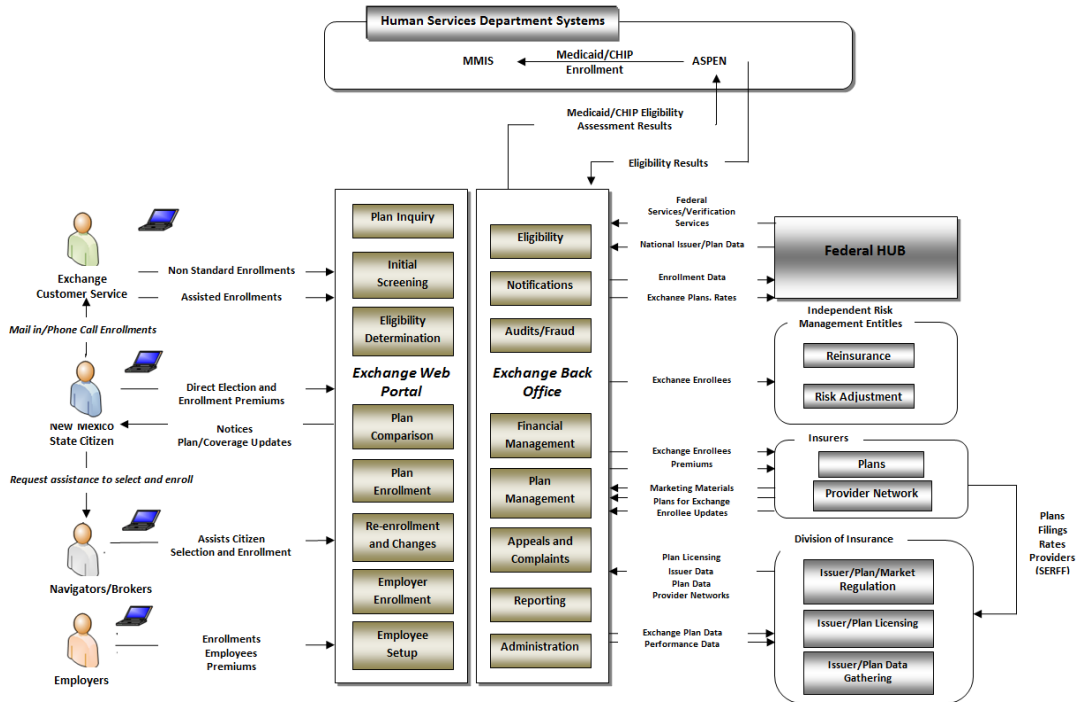 Human Services Department Systems
MMIS
Medicaid/CHIP
Enrollment
ASPEN
Medicaid/CHIP Eligibility
Assessment Results
Eligibility Results
Exchange
Customer Service
Non Standard Enrollments
Assisted Enrollments
Mail in/Phone Call Enrollments
New Mexico
State Citizen
Direct Election and
Enrollment Premiums
Notices
Plan/Coverage Updates
Request assistance to select and enroll
Navigators/Brokers
Assists Citizen
Selection and Enrollment
Employers
Enrollments
Employees
Premiums
Plan Inquiry
Initial
Screening
Eligibility
Determination
Exchange Web
Portal
Plan
Comparison
Plan
Enrollment
Re-enrollment
and Changes
Employer
Enrollment
Employee
Setup
Eligibility
Notifications
Audits/Fraud
Exchange Back
Office
Financial
Management
Plan
Management
Appeals and
Complaints
Reporting
Administration
Federal
Services/Verification
Services
National Issuer/Plan Data
Enrollment Data
Exchange Plans. Rates
Federal HUB
Independent Risk
Management Entities
Reinsurance
Risk Adjustment
Exchange Enrollees
Insurers
Plans
Provider Network
Exchange Enrollees
Premiums
Marketing Materials
Plans for Exchange
Enrollee Updates
Plans
Filings
Rates
Providers
(SERFF)
Division of Insurance
Issuer/Plan/Market
Regulation
Issuer/Plan Licensing
Issuer/Plan Data
Gathering
Plan Licensing
Issuer Data
Plan Data
Provider Networks
Exchange Plan Data
Performance Data